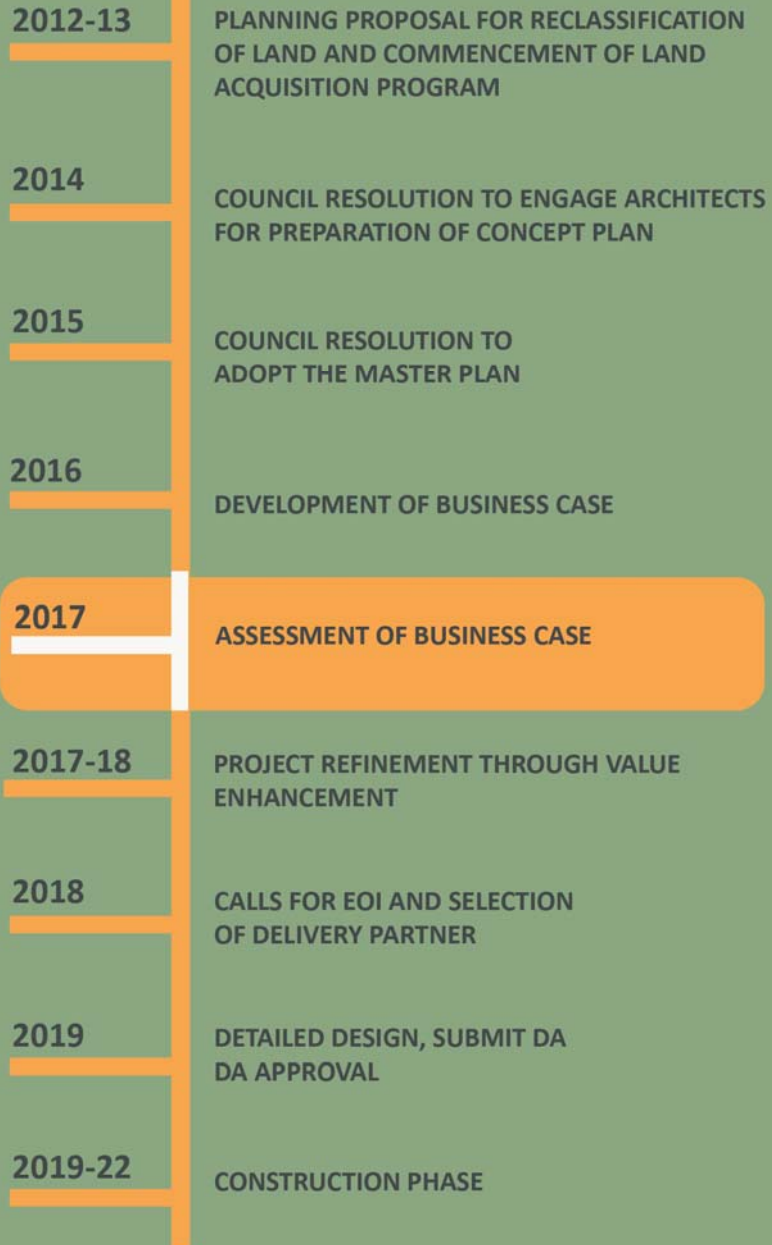 2012-13
PLANNING PROPOSAL FOR RECLASSIFICATION
OF LAND AND COMMENCEMENT OF LAND
ACQUISITION PROGRAM
2014
COUNCIL RESOLUTION TO ENGAGE ARCHITECTS
FOR PREPARATION OF CONCEPT PLAN
2015
COUNCIL RESOLUTION TO
ADOPT THE MASTER PLAN
2016
DEVELOPMENT OF BUSINESS CASE
2017
ASSESSMENT OF BUSINESS CASE
2017-18
PROJECT REFINEMENT THROUGH VALUE
ENHANCEMENT
2018
CALLS FOR EOI AND SELECTION
OF DELIVERY PARTNER
2019
DETAILED DESIGN, SUBMIT DA
DA APPROVAL
2019-22
CONSTRUCTION PHASE